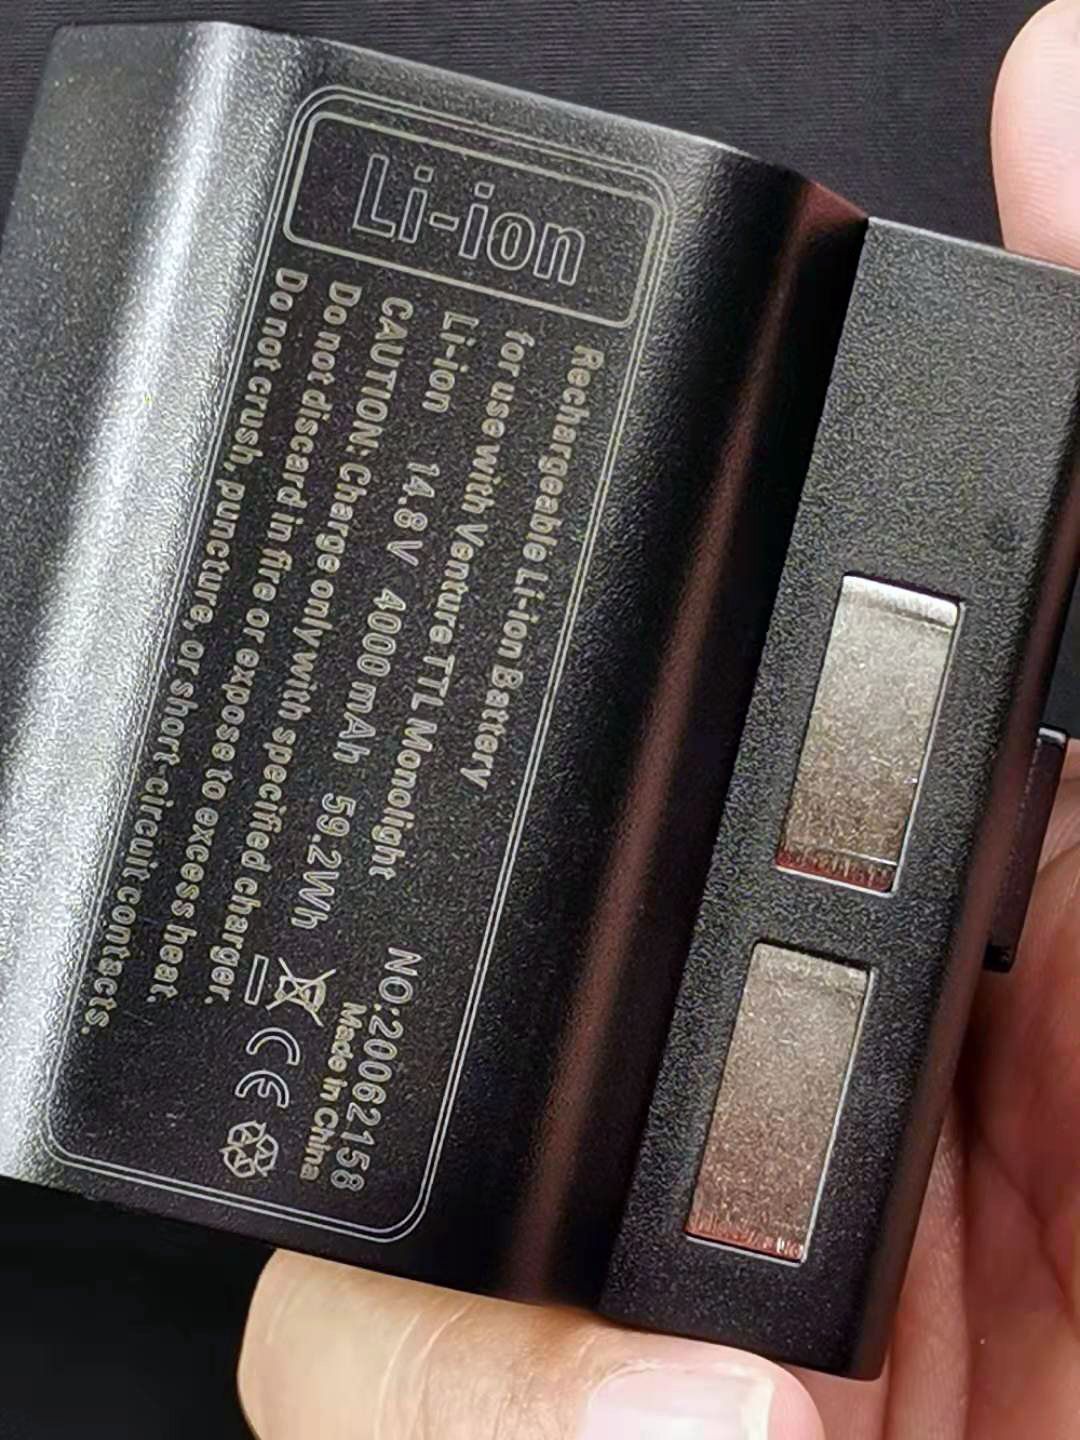 Li-ion
Rechargeable Li-ion Battery
for use with Venture TTL Monolight
Li-ion 14.8V 4000mAh 59.2Wh
CAUTION: Charge only with specified charger.
Do not discard in fire or expose to excess hear.
Do not crush, puncture, or short-circuit contacts.
NO:20062158
Made in China
CE